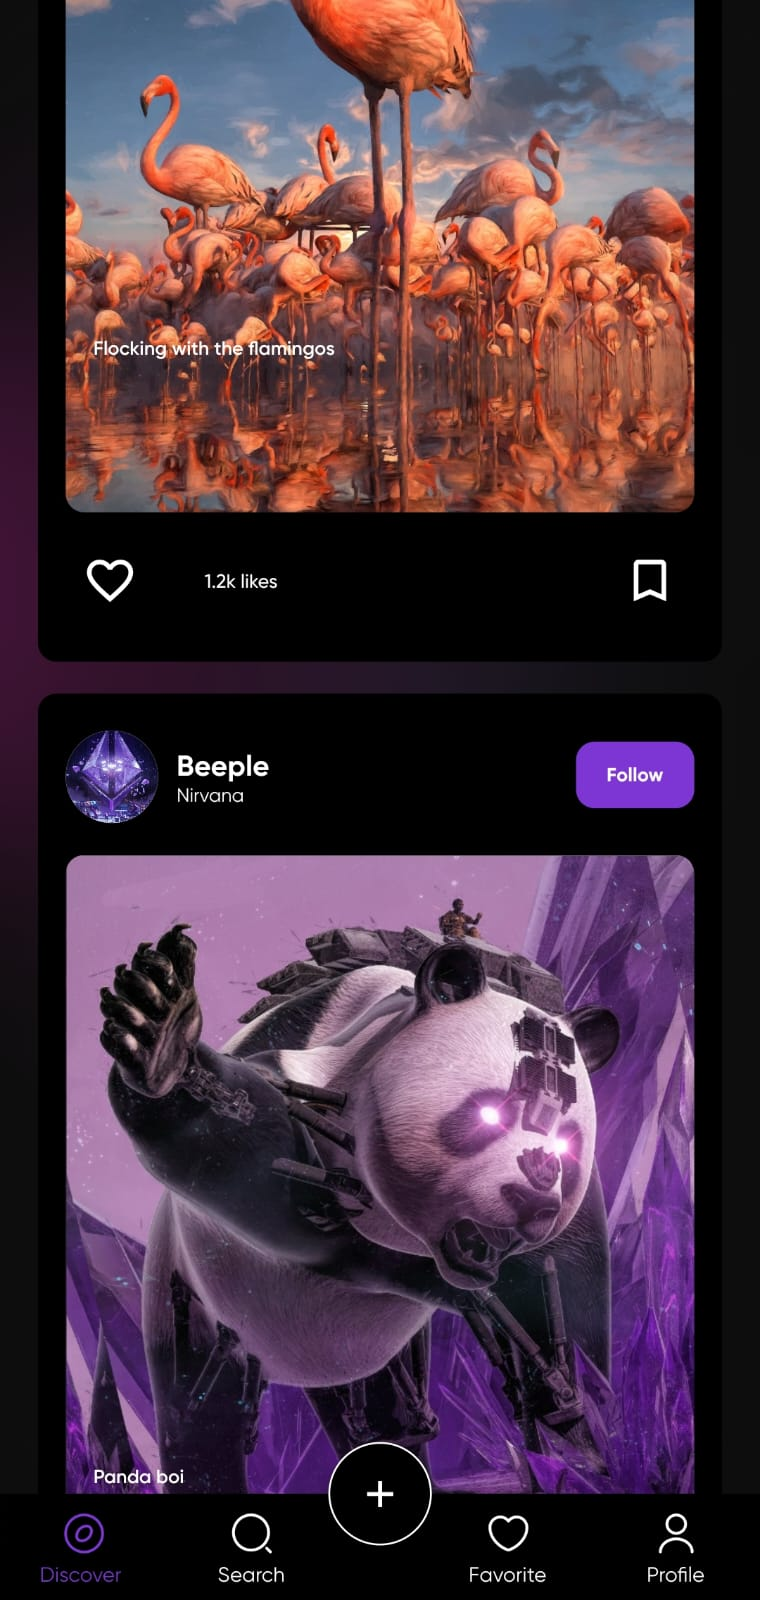 Flocking with the flamingos
1.2k likes
Beeple
Nirvana
Follow
Panda boi
Discover
Search
Favorite
Profile